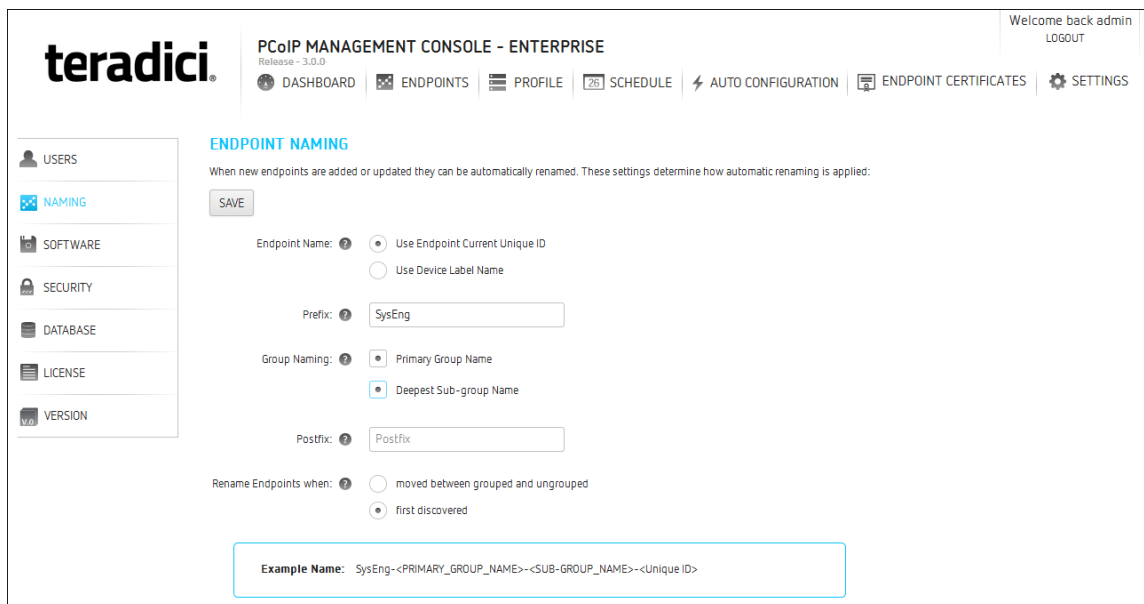 Welcome back admin
LOGOUT
teradici®
PCoIP MANAGEMENT CONSOLE - ENTERPRISE
Release - 3.0.0
DASHBOARD ENDPOINTS PROFILE 26 SCHEDULE AUTO CONFIGURATION ENDPOINT CERTIFICATES SETTINGS
USERS
NAMING
SOFTWARE
SECURITY
DATABASE
LICENSE
V.0 VERSION
ENDPOINT NAMING
When new endpoints are added or updated they can be automatically renamed. These settings determine how automatic renaming is applied:
SAVE
Endpoint Name: ? Use Endpoint Current Unique ID
Use Device Label Name
Prefix: ? SysEng
Group Naming: ? Primary Group Name
Deepest Sub-group Name
Postfix: ? Postfix
Rename Endpoints when: ? moved between grouped and ungrouped
first discovered
Example Name: SysEng-<PRIMARY_GROUP_NAME>-<SUB-GROUP_NAME>-<Unique ID>